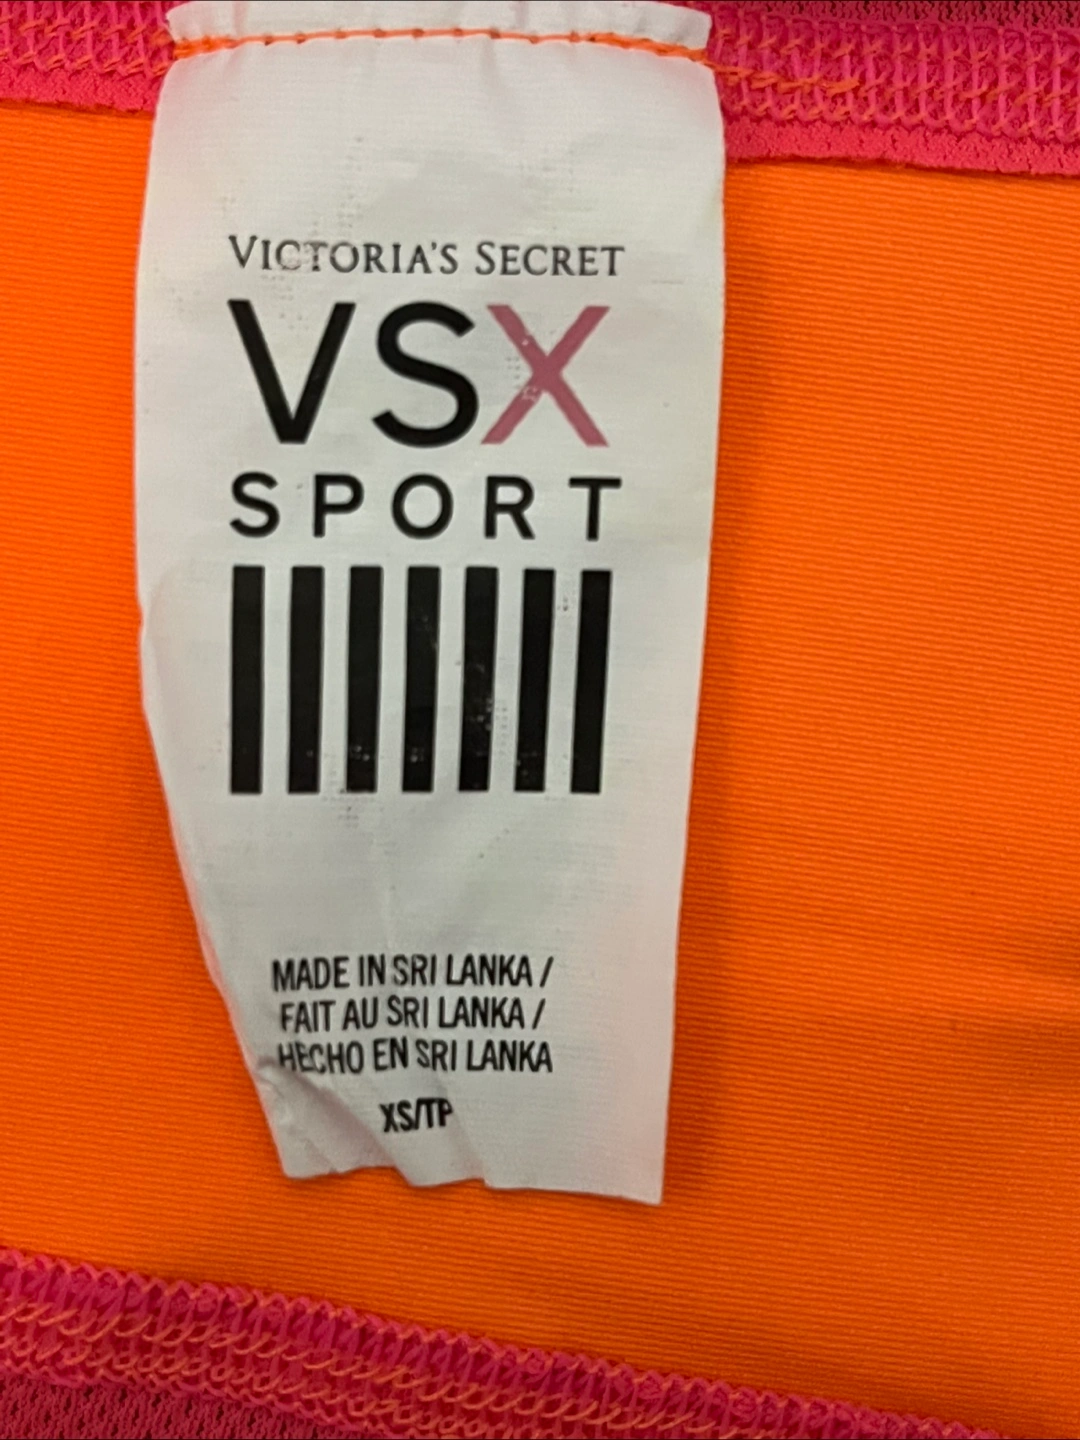 VICTORIA'S SECRET
VSX
SPORT
MADE IN SRI LANKA /
FAIT AU SRI LANKA /
HECHO EN SRI LANKA
XS/TP